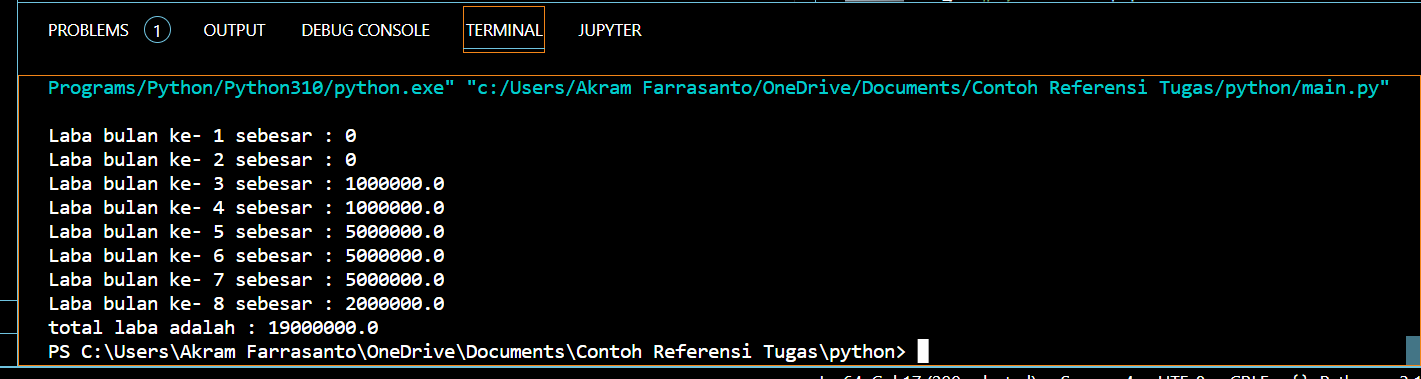 PROBLEMS 1 OUTPUT DEBUG CONSOLE TERMINAL JUPYTER
Programs/Python/Python310/python.exe" "c:/Users/Akram Farrasanto/OneDrive/Documents/Contoh Referensi Tugas/python/main.py"
Laba bulan ke- 1 sebesar : 0
Laba bulan ke- 2 sebesar : 0
Laba bulan ke- 3 sebesar : 1000000.0
Laba bulan ke- 4 sebesar : 1000000.0
Laba bulan ke- 5 sebesar : 5000000.0
Laba bulan ke- 6 sebesar : 5000000.0
Laba bulan ke- 7 sebesar : 5000000.0
Laba bulan ke- 8 sebesar : 2000000.0
total laba adalah : 19000000.0
PS C:\Users\Akram Farrasanto\OneDrive\Documents\Contoh Referensi Tugas\python>